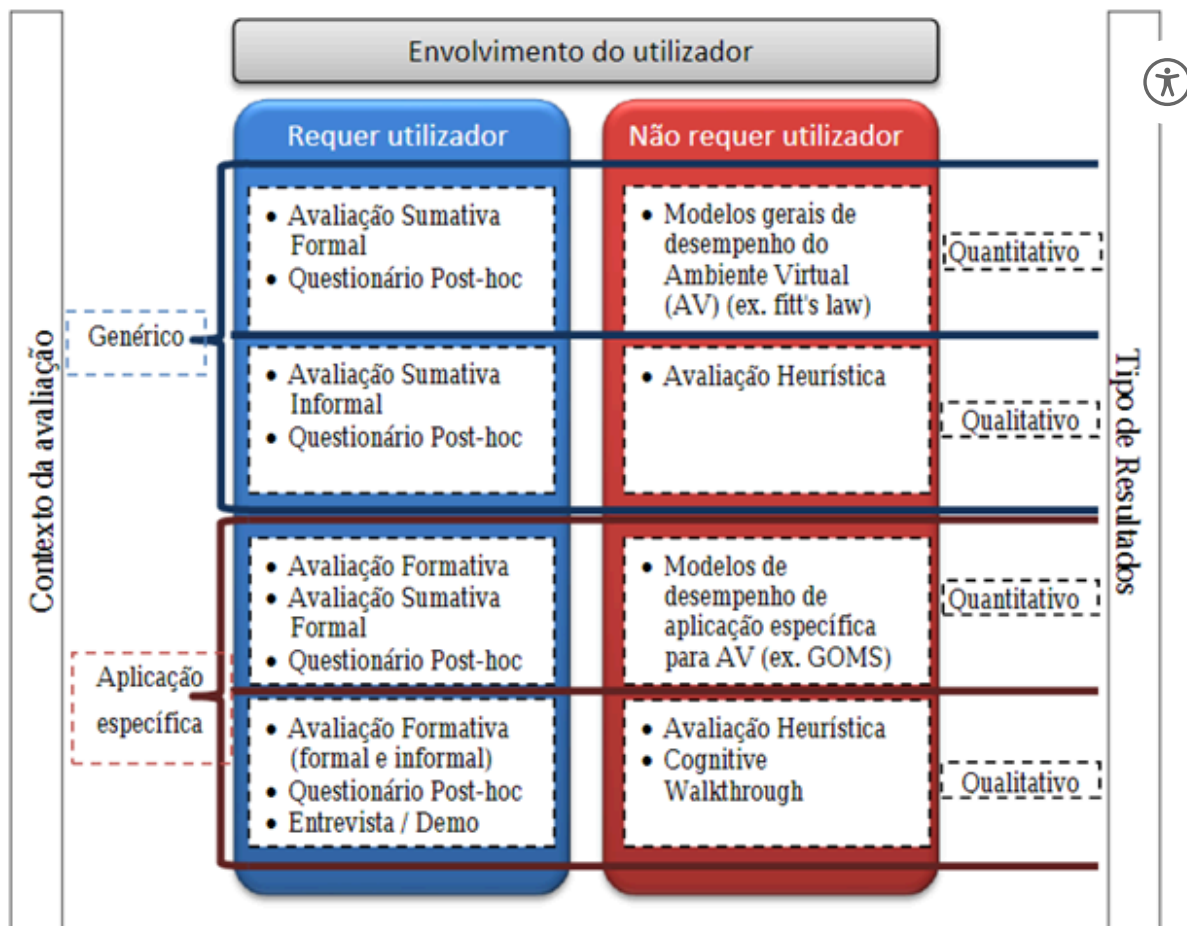 Envolvimento do utilizador
Requer utilizador
Não requer utilizador
Contexto da avaliação
Genérico
• Avaliação Sumativa
Formal
• Questionário Post-hoc
• Modelos gerais de
desempenho do
Ambiente Virtual
(AV) (ex. fitt's law)
Quantitativo
• Avaliação Sumativa
Informal
• Questionário Post-hoc
• Avaliação Heurística
Qualitativo
Tipo de Resultados
Aplicação
específica
• Avaliação Formativa
• Avaliação Sumativa
Formal
• Questionário Post-hoc
• Modelos de
desempenho de
aplicação específica
para AV (ex. GOMS)
Quantitativo
• Avaliação Formativa
(formal e informal)
• Questionário Post-hoc
• Entrevista / Demo
• Avaliação Heurística
• Cognitive
Walkthrough
Qualitativo